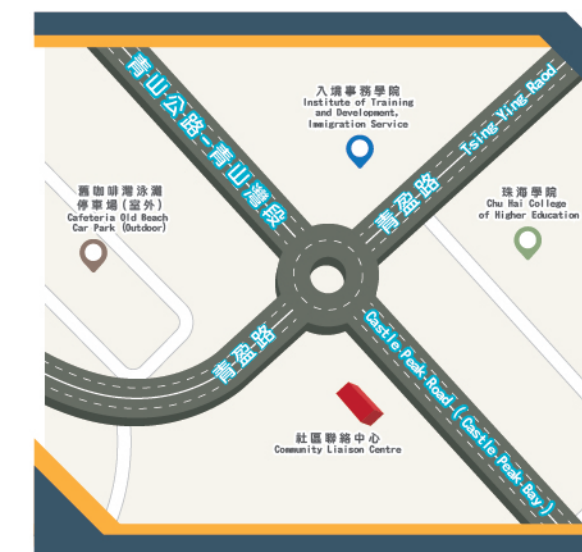 青山公路-青山灣段
入境事務學院
Institute of Training
and Development,
Immigration Service
Tsing Ying Raod
青盈路
珠海學院
Chu Hai College
of Higher Education
舊咖啡灣泳灘
停車場(室外)
Cafeteria Old Beach
Car Park (Outdoor)
青盈路
Castle Peak Road (Castle Peak Bay)
社區聯絡中心
Community Liaison Centre